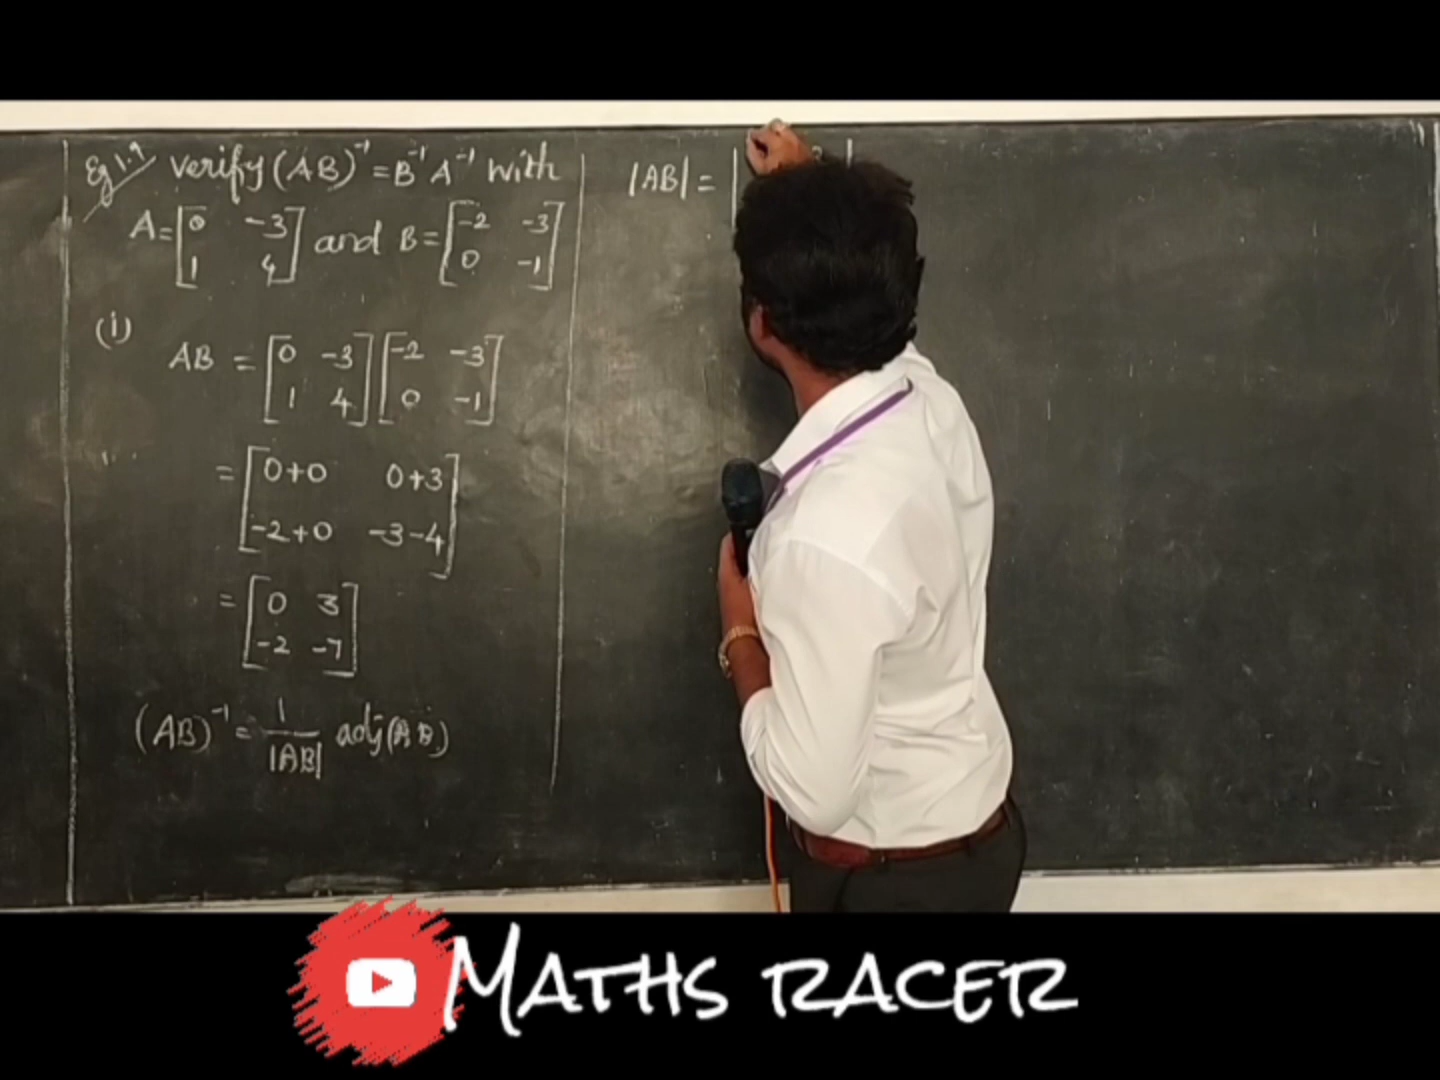 Eg 1.9 Verify (AB)⁻¹ = B⁻¹ A⁻¹ with
A = [0 -3] and B = [-2 -3]
[1 4] [0 -1]
(i)
AB = [0 -3] [-2 -3]
[1 4] [0 -1]
= [0+0 0+3]
[-2+0 -3-4]
= [0 3]
[-2 -7]
(AB)⁻¹ = 1/|AB| adj(AB)
|AB| = |
MATHS RACER